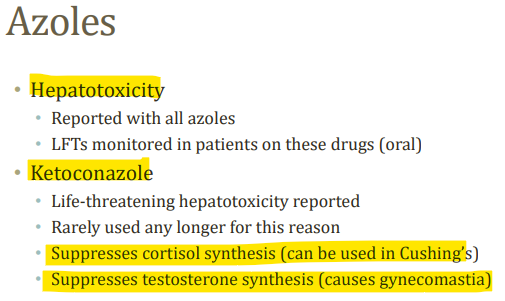 Azoles
• Hepatotoxicity
• Reported with all azoles
• LFTs monitored in patients on these drugs (oral)
• Ketoconazole
• Life-threatening hepatotoxicity reported
• Rarely used any longer for this reason
• Suppresses cortisol synthesis (can be used in Cushing's)
• Suppresses testosterone synthesis (causes gynecomastia)